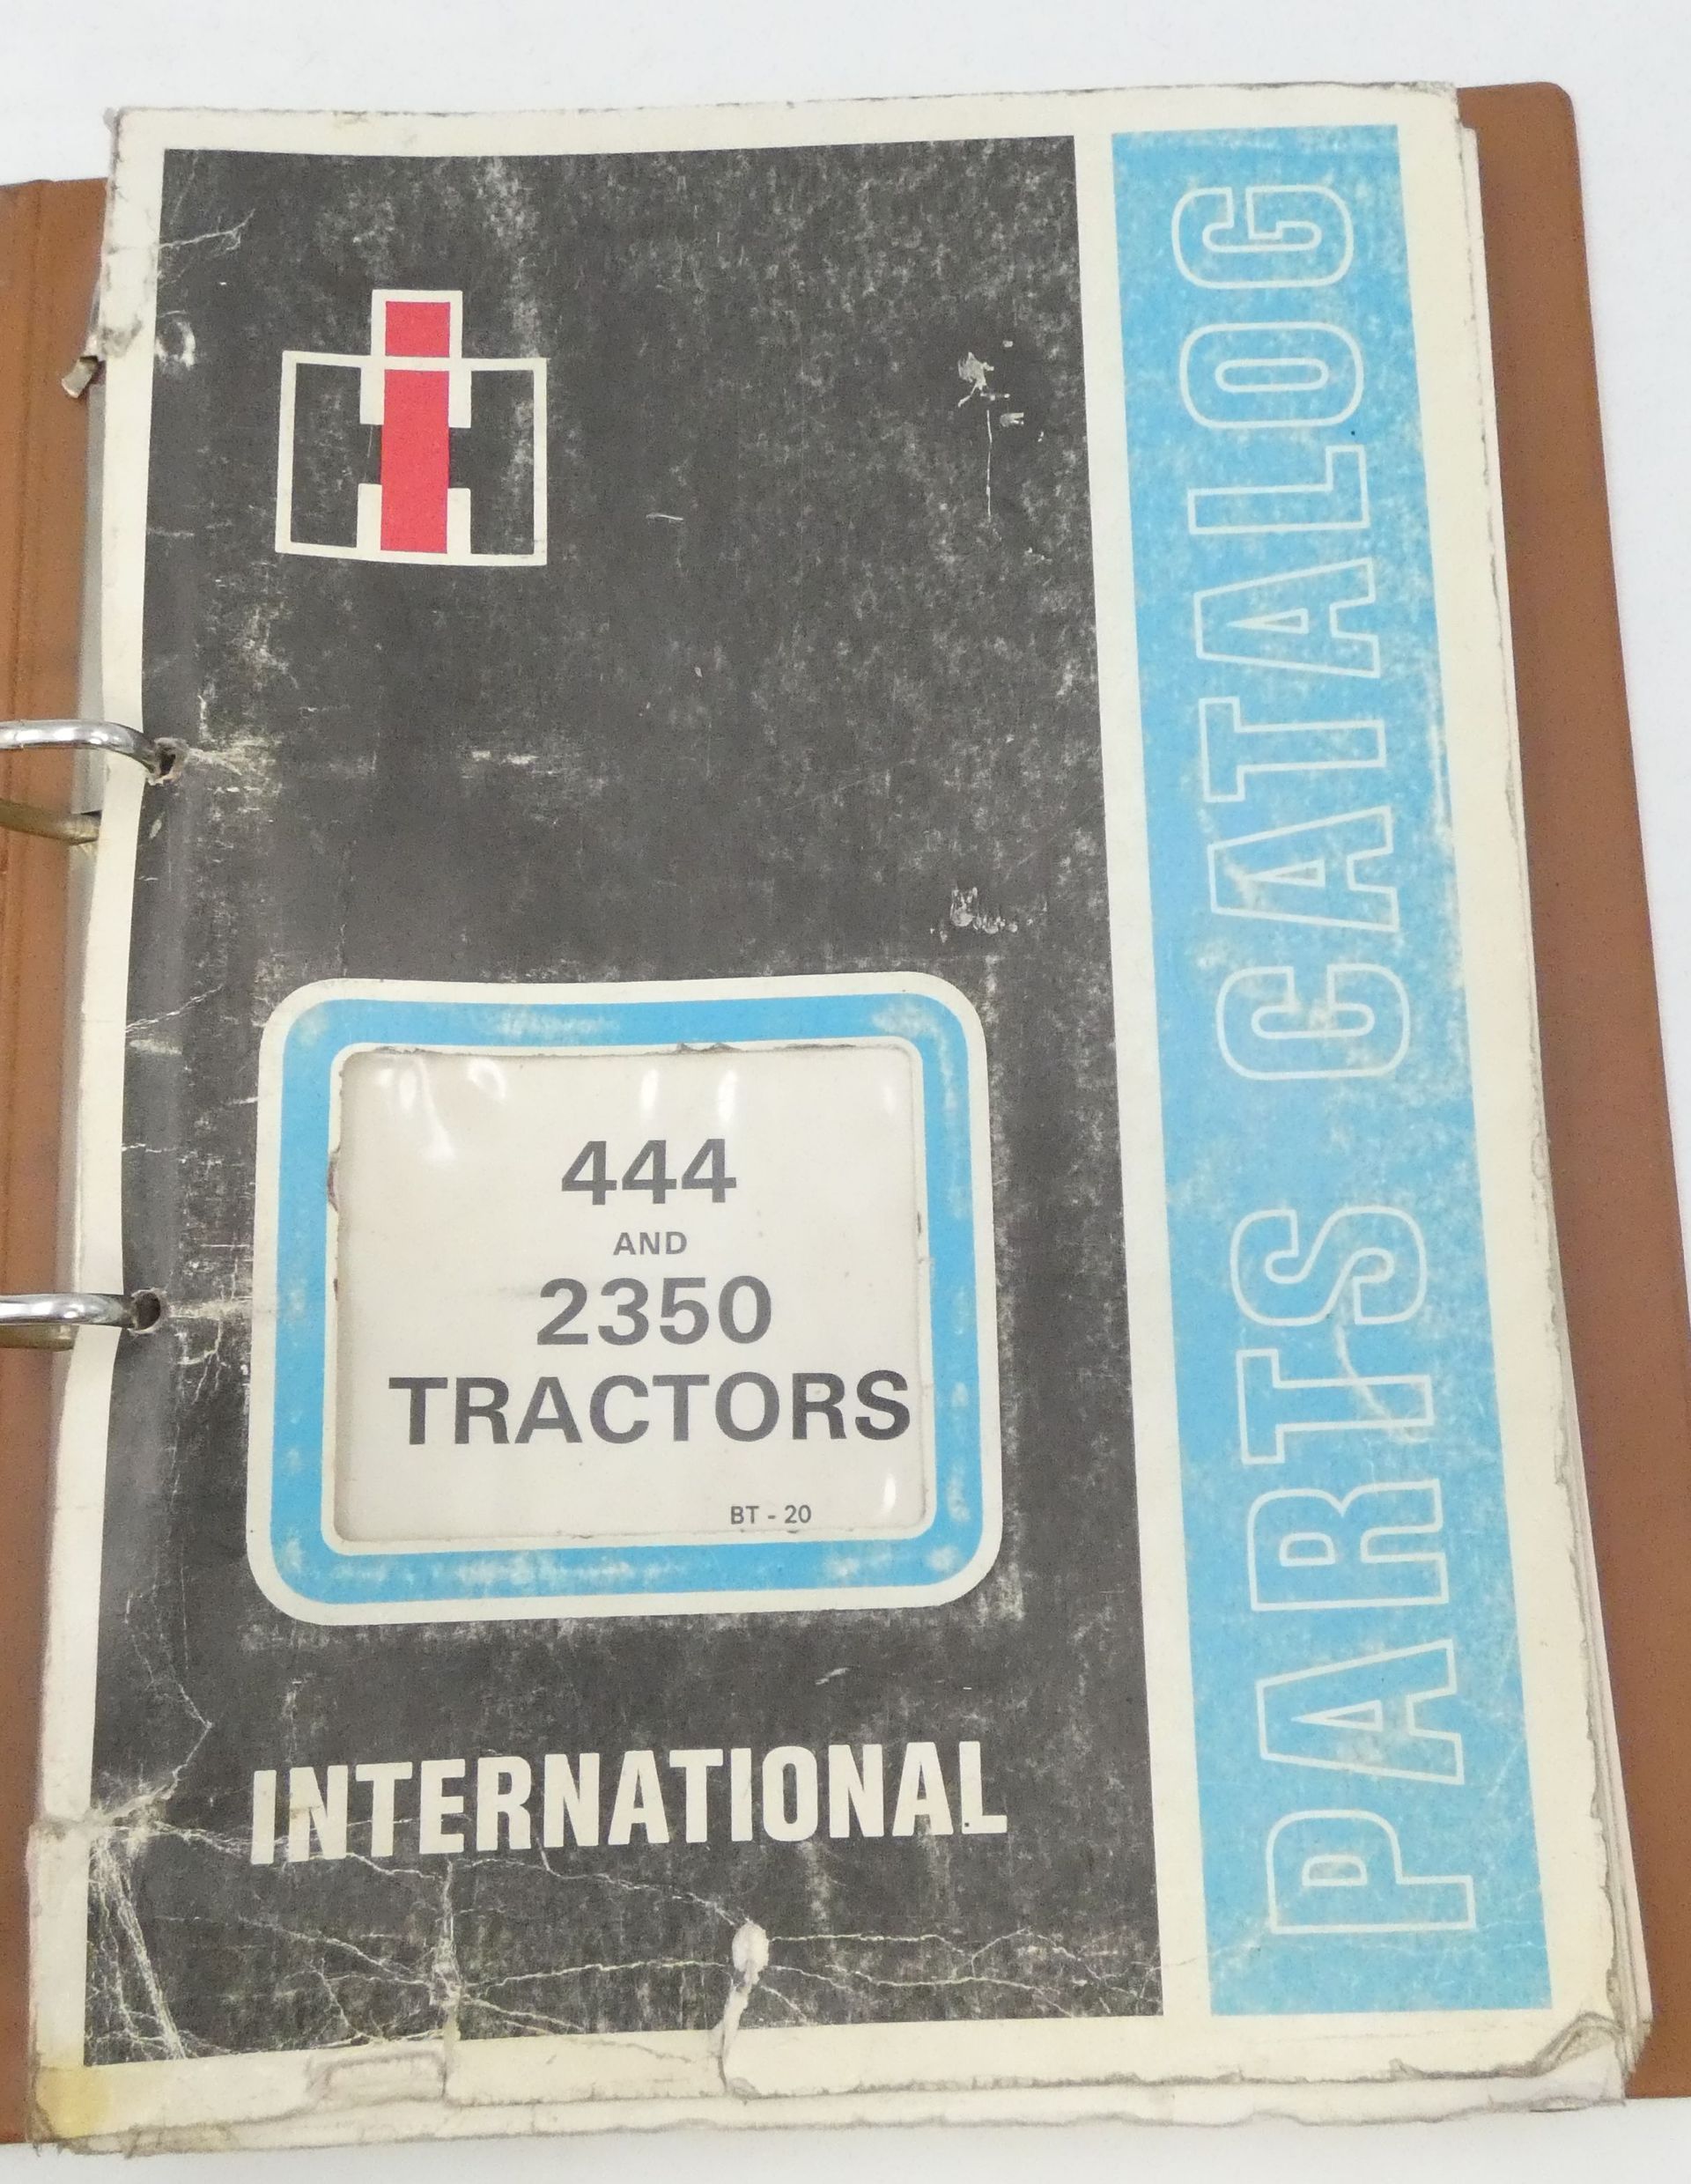 444
AND
2350
TRACTORS
BT - 20
INTERNATIONAL
PARTS CATALOG